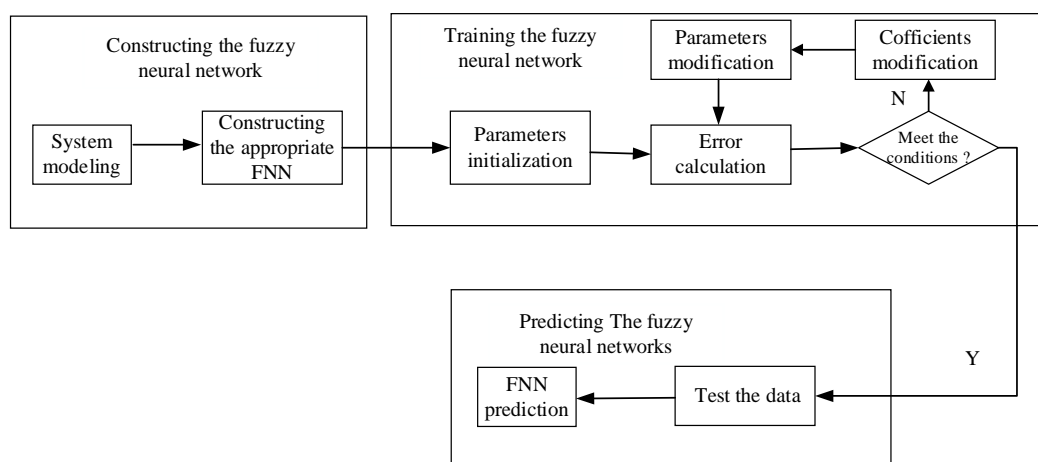 Constructing the fuzzy
neural network
System
modeling
Constructing
the appropriate
FNN
Training the fuzzy
neural network
Parameters
initialization
Parameters
modification
Cofficients
modification
Error
calculation
N
Meet the
conditions ?
Y
Predicting The fuzzy
neural networks
FNN
prediction
Test the data